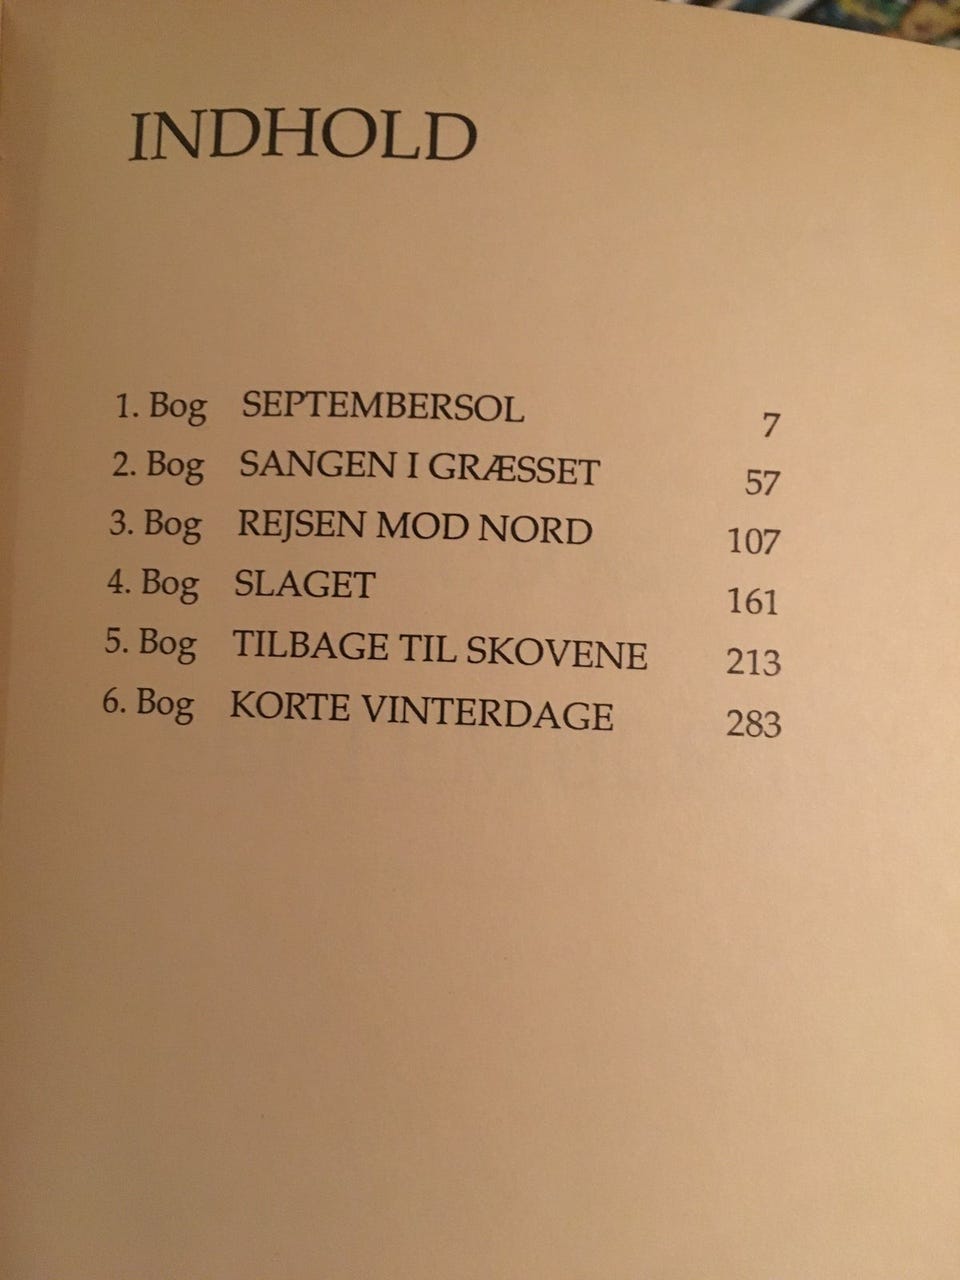 INDHOLD
1. Bog SEPTEMBERSOL 7
2. Bog SANGEN I GRÆSSET 57
3. Bog REJSEN MOD NORD 107
4. Bog SLAGET 161
5. Bog TILBAGE TIL SKOVENE 213
6. Bog KORTE VINTERDAGE 283